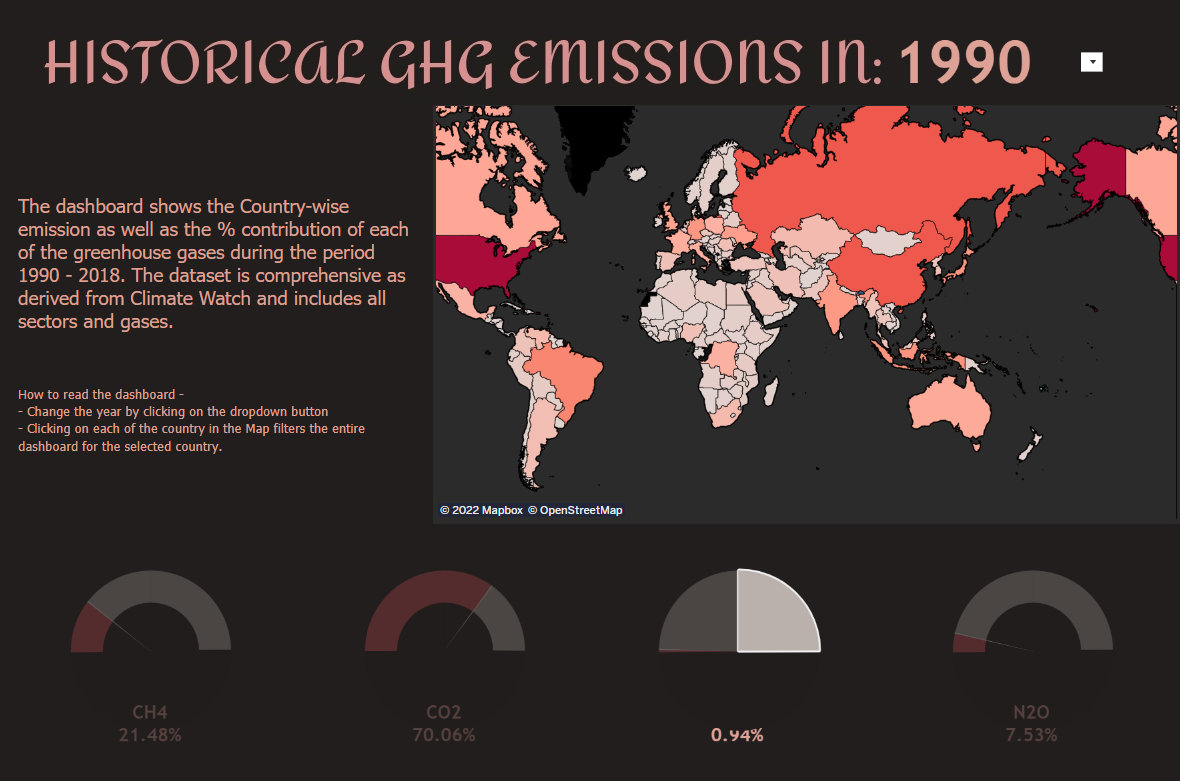 HISTORICAL GHG EMISSIONS IN: 1990
The dashboard shows the Country-wise
emission as well as the % contribution of each
of the greenhouse gases during the period
1990 - 2018. The dataset is comprehensive as
derived from Climate Watch and includes all
sectors and gases.
How to read the dashboard -
- Change the year by clicking on the dropdown button
- Clicking on each of the country in the Map filters the entire
dashboard for the selected country.
© 2022 Mapbox © OpenStreetMap
CH4
21.48%
CO2
70.06%
0.94%
N2O
7.53%